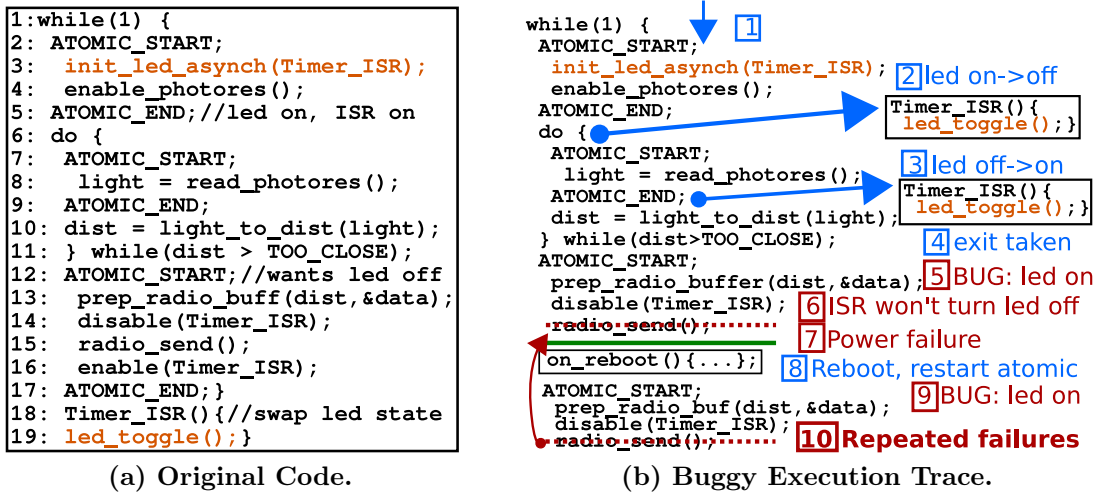 1:while(1) {
2: ATOMIC_START;
3: init_led_asynch(Timer_ISR);
4: enable_photores();
5: ATOMIC_END;//led on, ISR on
6: do {
7: ATOMIC_START;
8: light = read_photores();
9: ATOMIC_END;
10: dist = light_to_dist(light);
11: } while(dist > TOO_CLOSE);
12: ATOMIC_START;//wants led off
13: prep_radio_buff(dist,&data);
14: disable(Timer_ISR);
15: radio_send();
16: enable(Timer_ISR);
17: ATOMIC_END;}
18: Timer_ISR(){//swap led state
19: led_toggle();}
(a) Original Code.
while(1) {
1
ATOMIC_START;
init_led_asynch(Timer_ISR);
enable_photores();
2 led on->off
ATOMIC_END;
Timer_ISR(){
led_toggle();}
do {
ATOMIC_START;
3 led off->on
light = read_photores();
ATOMIC_END;
Timer_ISR(){
led_toggle();}
dist = light_to_dist(light);
} while(dist>TOO_CLOSE);
4 exit taken
ATOMIC_START;
prep_radio_buffer(dist,&data);
5 BUG: led on
disable(Timer_ISR);
6 ISR won't turn led off
radio_send();
7 Power failure
on_reboot(){...};
8 Reboot, restart atomic
ATOMIC_START;
9 BUG: led on
prep_radio_buf(dist,&data);
disable(Timer_ISR);
radio_send();
10 Repeated failures
(b) Buggy Execution Trace.